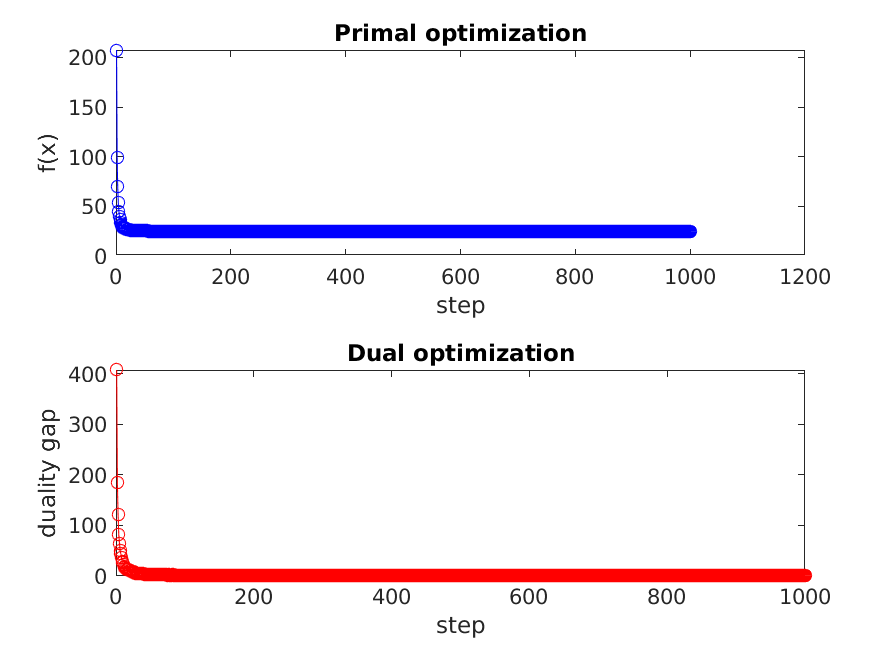 Primal optimization
200
150
100
50
0
f(x)
0 200 400 600 800 1000 1200
step
Dual optimization
400
300
200
100
0
duality gap
0 200 400 600 800 1000
step